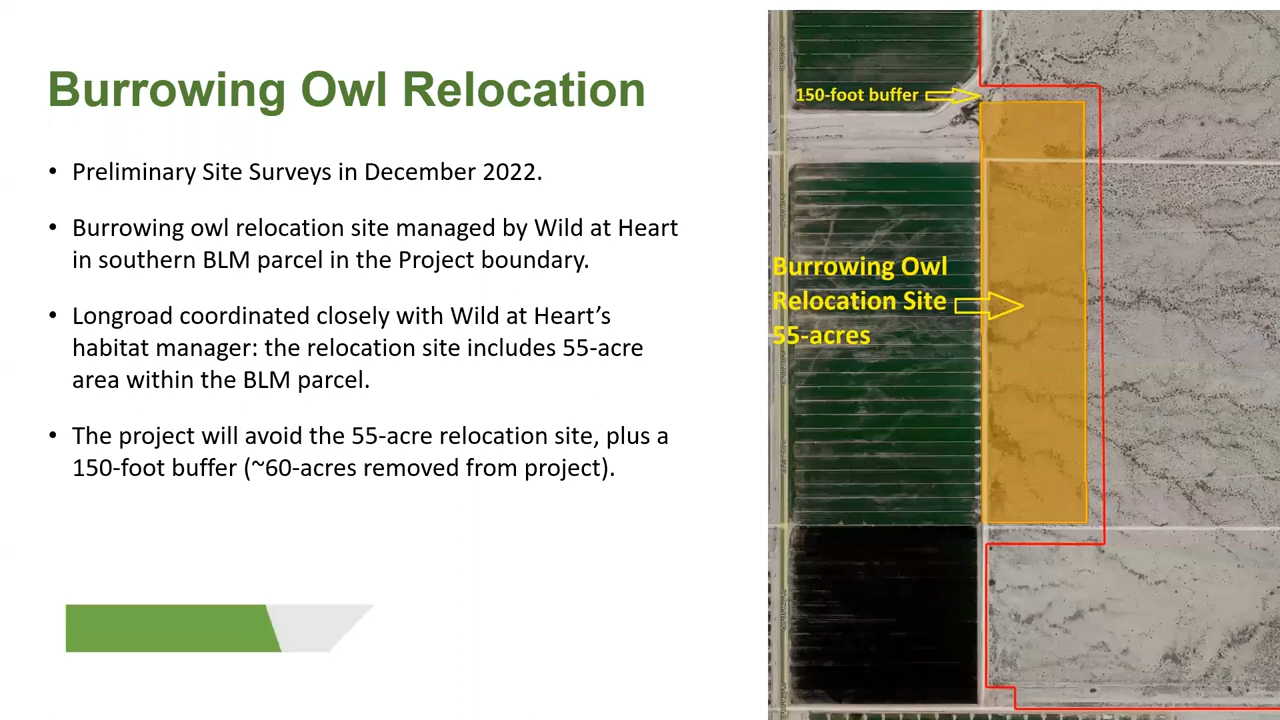 Burrowing Owl Relocation
• Preliminary Site Surveys in December 2022.
• Burrowing owl relocation site managed by Wild at Heart
in southern BLM parcel in the Project boundary.
• Longroad coordinated closely with Wild at Heart’s
habitat manager: the relocation site includes 55-acre
area within the BLM parcel.
• The project will avoid the 55-acre relocation site, plus a
150-foot buffer (~60-acres removed from project).
150-foot buffer
Burrowing Owl
Relocation Site
55-acres